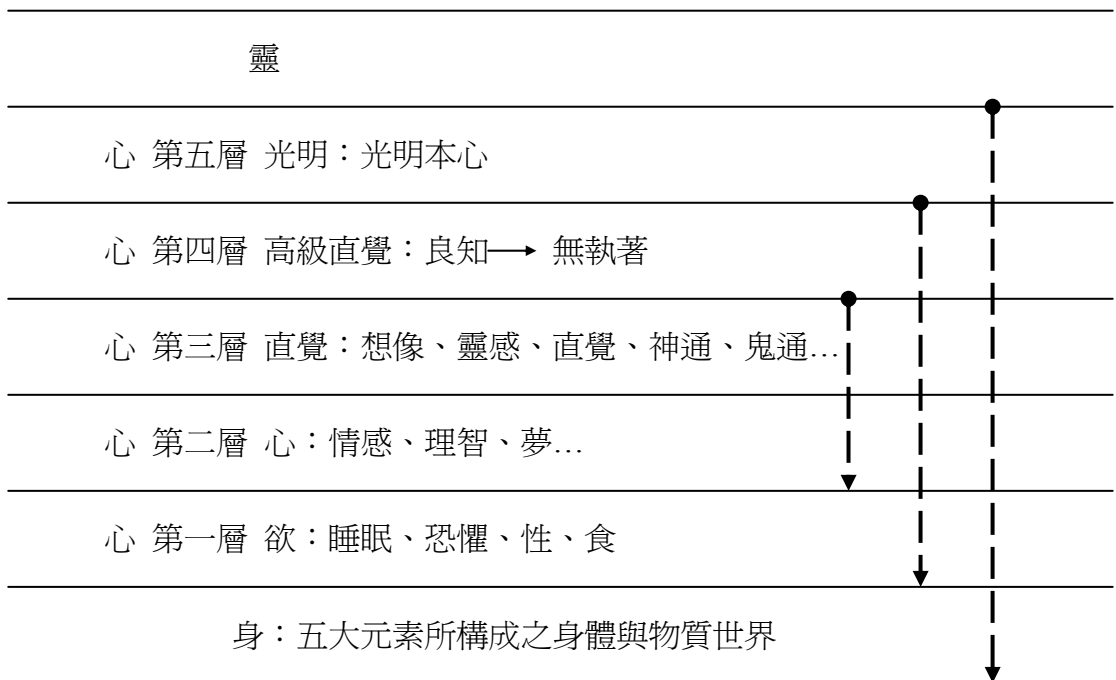 靈
心 第五層 光明：光明本心
心 第四層 高級直覺：良知⟶ 無執著
心 第三層 直覺：想像、靈感、直覺、神通、鬼通…
心 第二層 心：情感、理智、夢…
心 第一層 欲：睡眠、恐懼、性、食
身：五大元素所構成之身體與物質世界